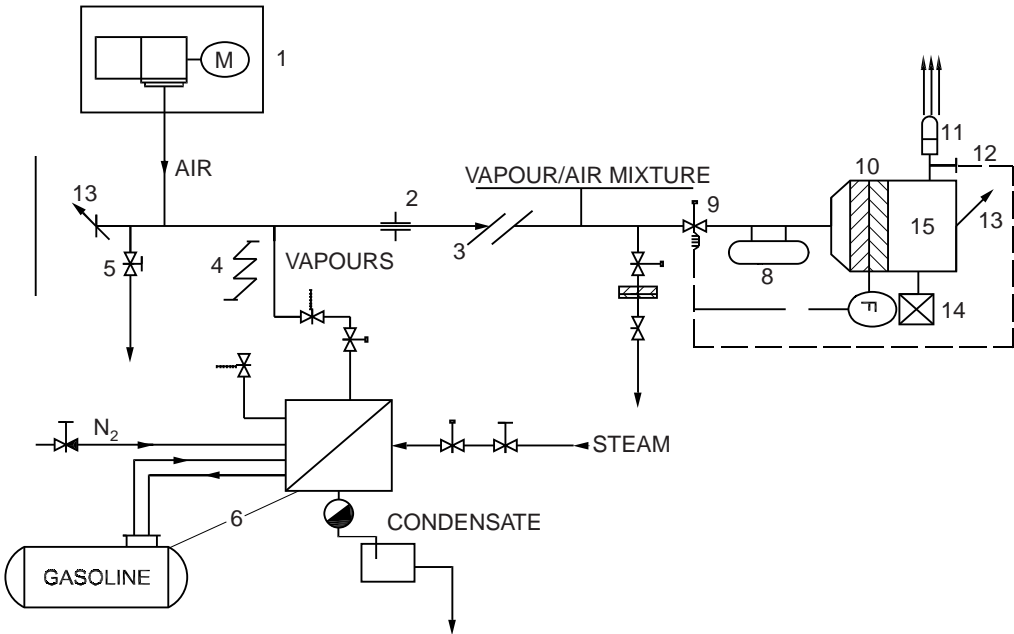 M
1
AIR
VAPOUR/AIR MIXTURE
11
12
10
13
2
9
13
3
15
5
4
VAPOURS
8
F
14
N2
STEAM
6
CONDENSATE
GASOLINE